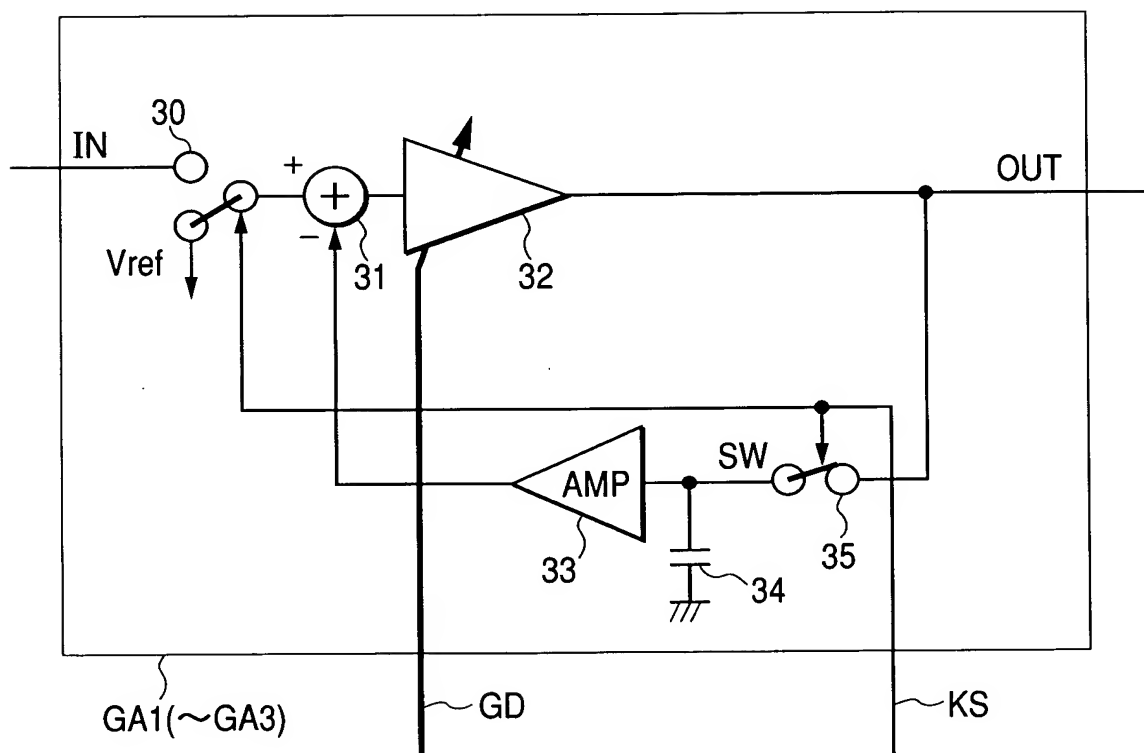 30
IN
+
+
OUT
−
Vref
31
32
SW
AMP
33
34
35
GA1(～GA3)
GD
KS